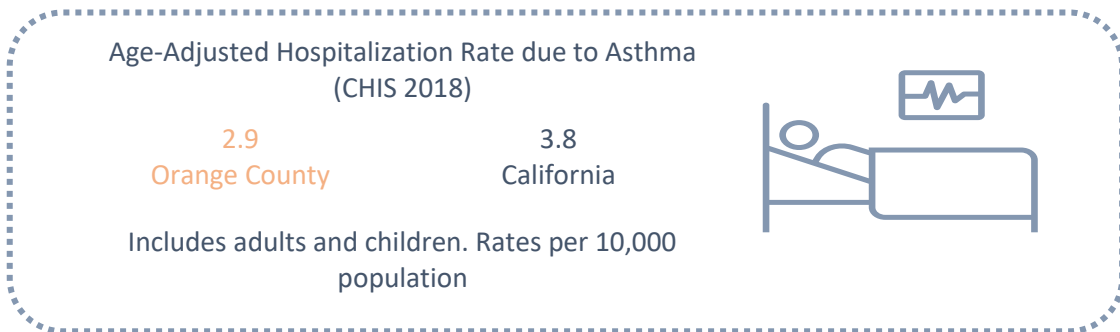 Age-Adjusted Hospitalization Rate due to Asthma
(CHIS 2018)
2.9
Orange County
3.8
California
Includes adults and children. Rates per 10,000
population